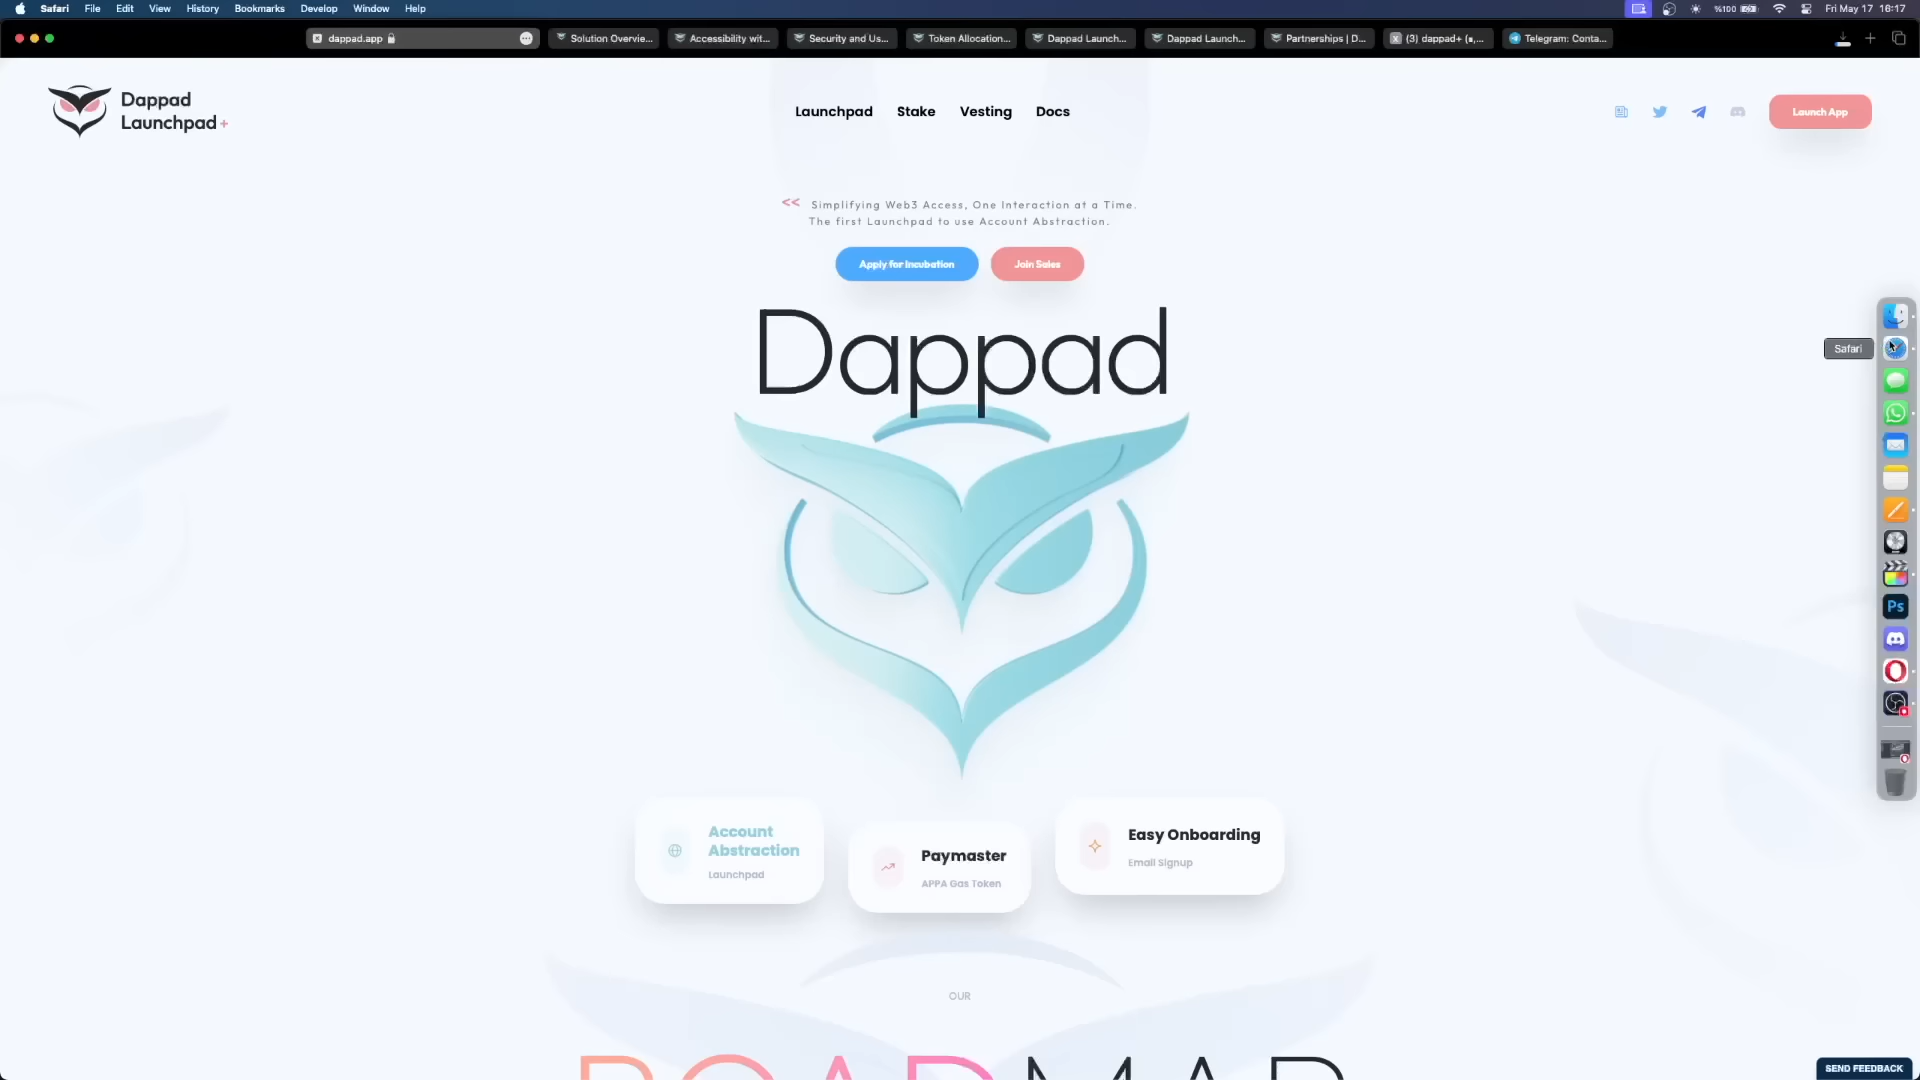 Safari File Edit View History Bookmarks Develop Window Help
%100 Fri May 17 16:17
dappad.app
Solution Overvie...
Accessibility wit...
Security and Us...
Token Allocation...
Dappad Launch...
Dappad Launch...
Partnerships | D...
(3) dappad+ (⧫,...
Telegram: Conta...
Dappad
Launchpad +
Launchpad Stake Vesting Docs
Launch App
<< Simplifying Web3 Access, One Interaction at a Time.
The first Launchpad to use Account Abstraction.
Apply for Incubation
Join Sales
Dappad
Safari
Ps
Account
Abstraction
Launchpad
Paymaster
APPA Gas Token
Easy Onboarding
Email Signup
OUR
ROADMAP
SEND FEEDBACK